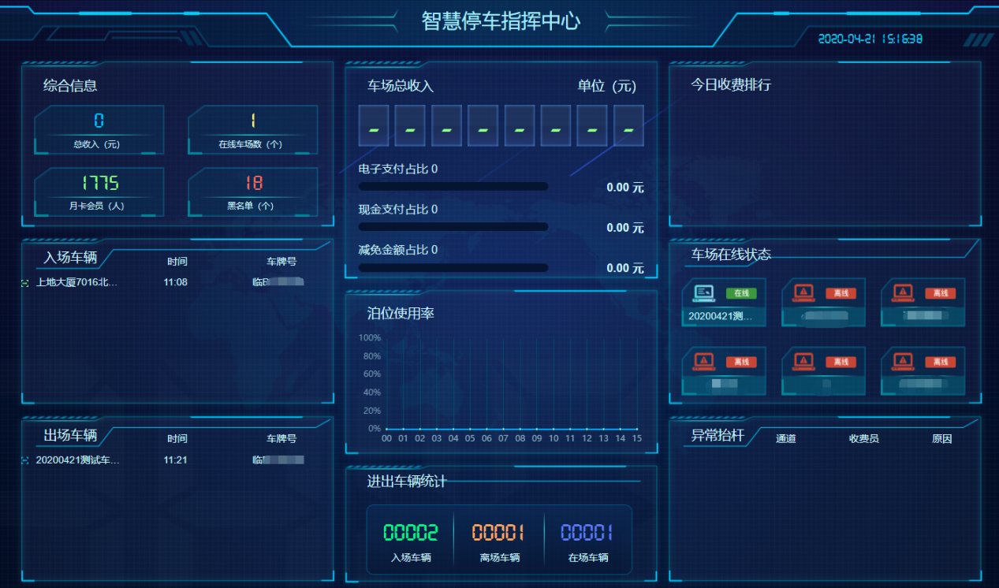 智慧停车指挥中心
2020-04-21 15:16:38
综合信息
0
总收入（元）
1
在线车场数（个）
1775
月卡会员（人）
18
黑名单（个）
入场车辆 时间 车牌号
上地大厦7016北... 11:08 临
出场车辆 时间 车牌号
20200421测试车... 11:21 临
车场总收入 单位（元）
- - - - - - - -
电子支付占比 0
0.00 元
现金支付占比 0
0.00 元
减免金额占比 0
0.00 元
泊位使用率
100%
80%
60%
40%
20%
0%
00 01 02 03 04 05 06 07 08 09 10 11 12 13 14 15
进出车辆统计
00002 00001 00001
入场车辆 离场车辆 在场车辆
今日收费排行
车场在线状态
在线 离线 离线
20200421测...
离线 离线 离线
异常抬杆 通道 收费员 原因